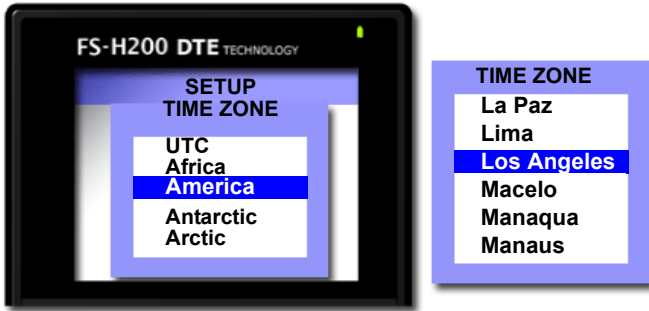 FS-H200 DTE TECHNOLOGY
SETUP
TIME ZONE
UTC
Africa
America
Antarctic
Arctic
TIME ZONE
La Paz
Lima
Los Angeles
Macelo
Manaqua
Manaus